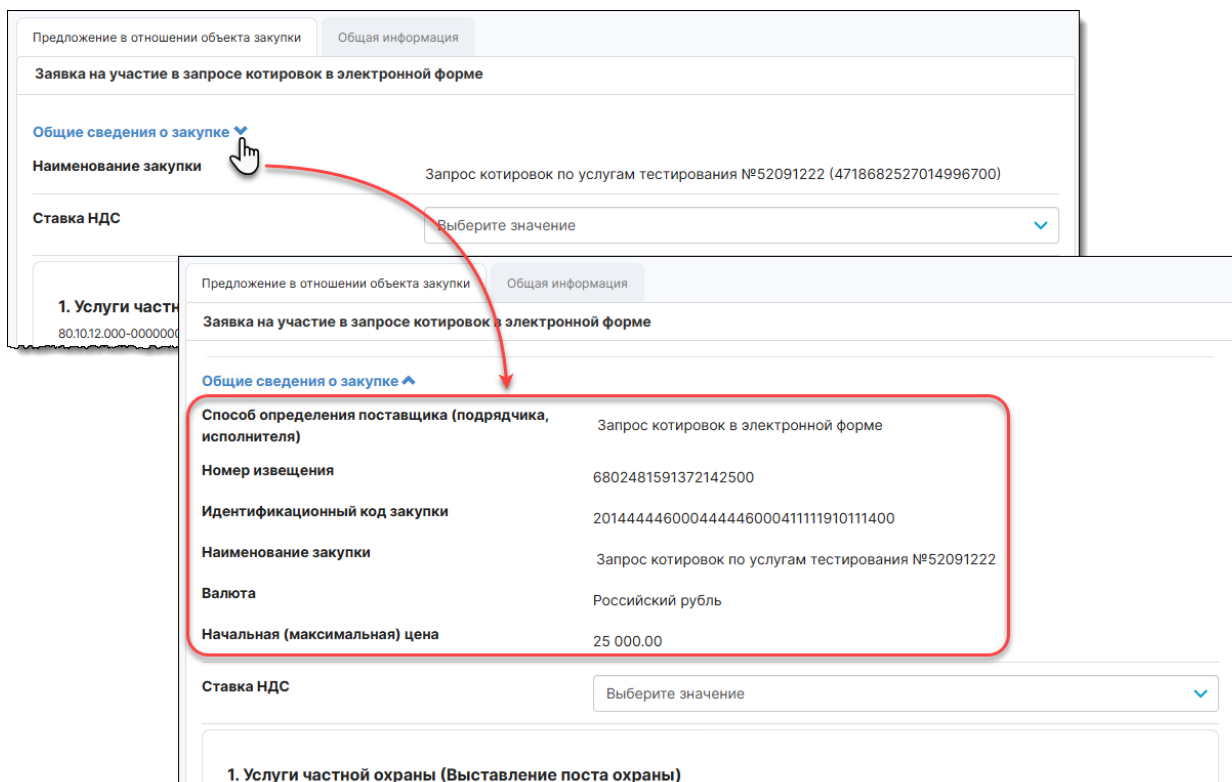 Предложение в отношении объекта закупки
Общая информация
Заявка на участие в запросе котировок в электронной форме
Общие сведения о закупке
Наименование закупки
Запрос котировок по услугам тестирования №52091222 (4718682527014996700)
Ставка НДС
Выберите значение
1. Услуги частн
80.10.12.000-0000000
Предложение в отношении объекта закупки
Общая информация
Заявка на участие в запросе котировок в электронной форме
Общие сведения о закупке
Способ определения поставщика (подрядчика,
исполнителя)
Запрос котировок в электронной форме
Номер извещения
6802481591372142500
Идентификационный код закупки
201444446000444446000411111910111400
Наименование закупки
Запрос котировок по услугам тестирования №52091222
Валюта
Российский рубль
Начальная (максимальная) цена
25 000.00
Ставка НДС
Выберите значение
1. Услуги частной охраны (Выставление поста охраны)